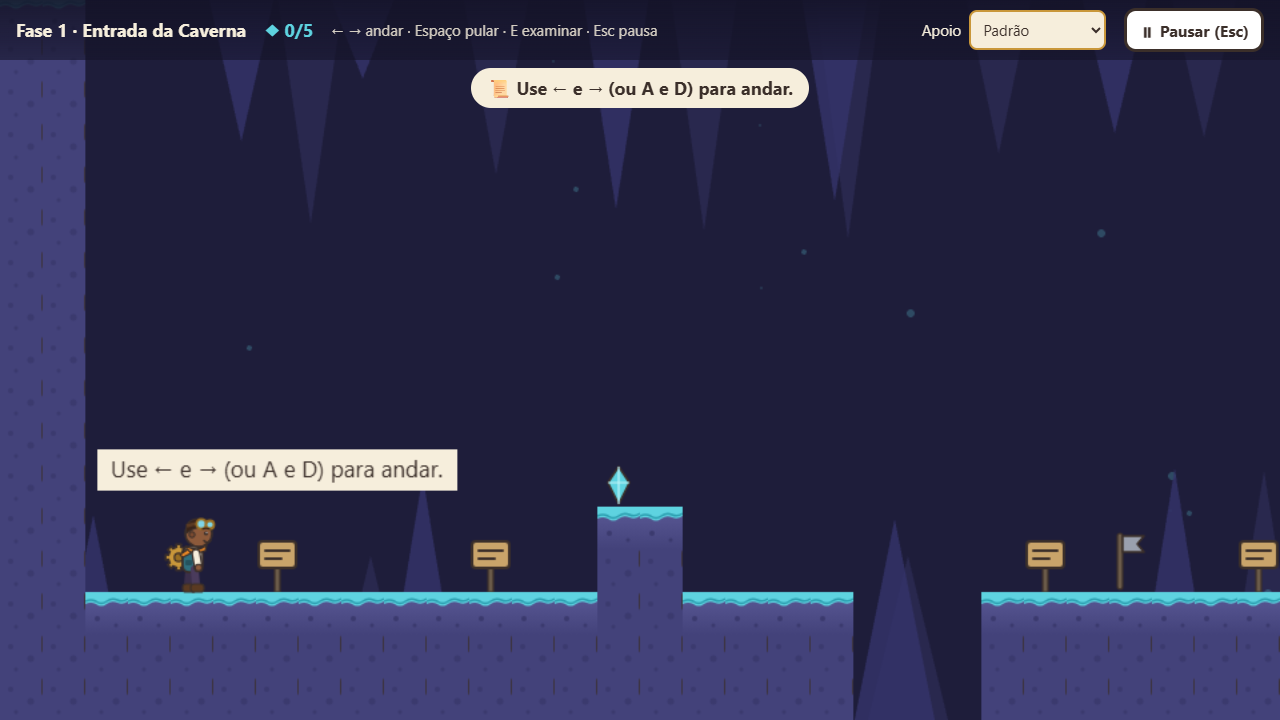 Fase 1 · Entrada da Caverna
◆ 0/5
← → andar · Espaço pular · E examinar · Esc pausa
Apoio
Padrão
⏸ Pausar (Esc)
📜 Use ← e → (ou A e D) para andar.
Use ← e → (ou A e D) para andar.